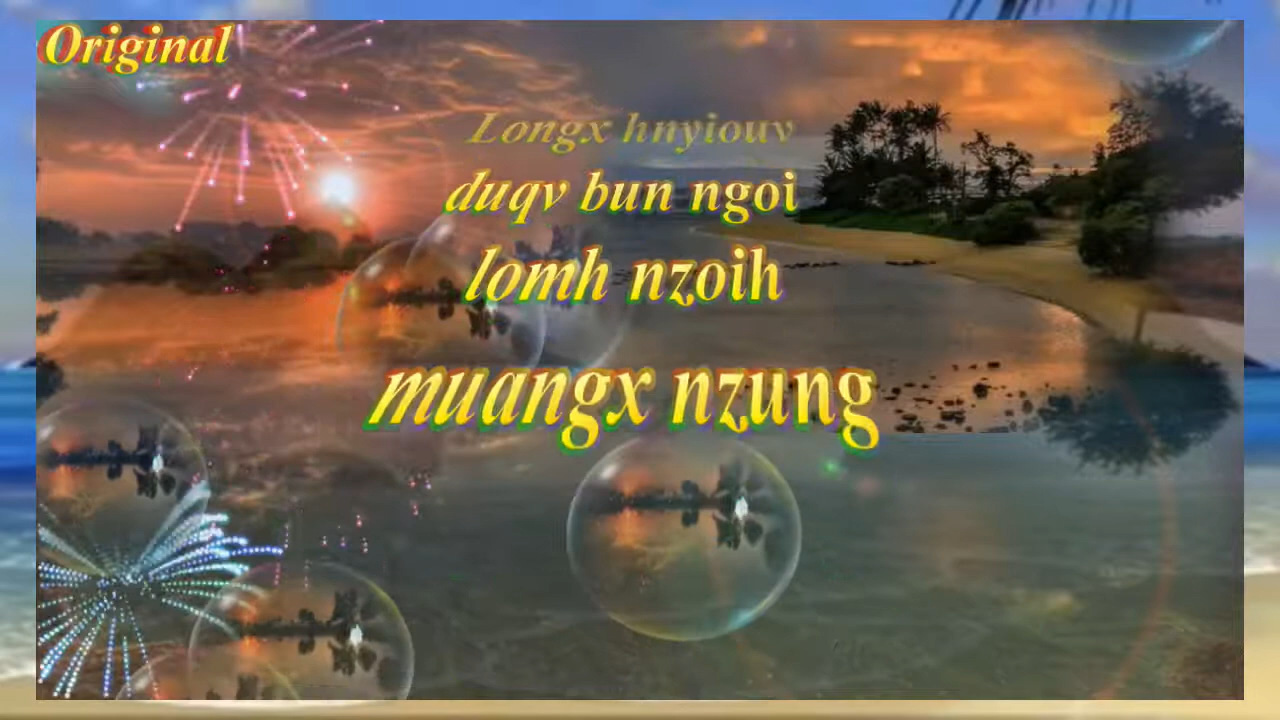 Original
Longx hnyiouv
duqv bun ngoi
lomh nzoih
muangx nzung